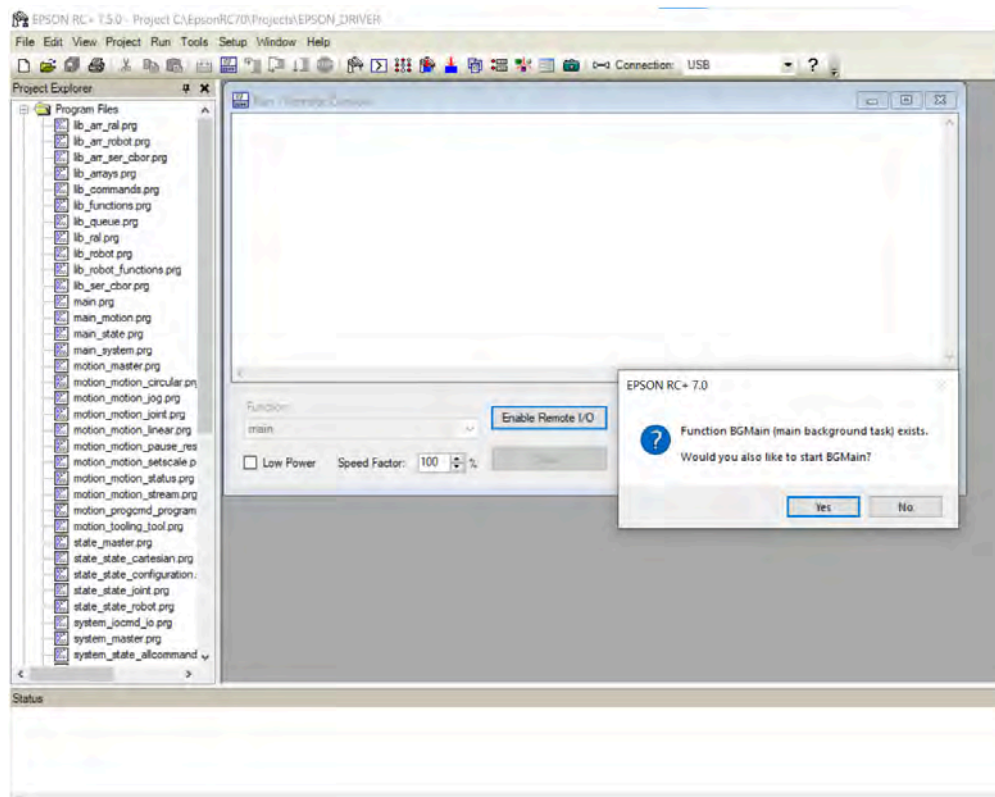 EPSON RC+ 7.5.0 - Project C:\EpsonRC70\Projects\EPSON_DRIVER
File Edit View Project Run Tools Setup Window Help
Connection: USB
Project Explorer
Program Files
lib_arr_ral.prg
lib_arr_robot.prg
lib_arr_ser_cbor.prg
lib_arrays.prg
lib_commands.prg
lib_functions.prg
lib_queue.prg
lib_ral.prg
lib_robot.prg
lib_robot_functions.prg
lib_ser_cbor.prg
main.prg
main_motion.prg
main_state.prg
main_system.prg
motion_master.prg
motion_motion_circular.prg
motion_motion_jog.prg
motion_motion_joint.prg
motion_motion_linear.prg
motion_motion_pause_res
motion_motion_setscale.p
motion_motion_status.prg
motion_motion_stream.prg
motion_progcmd_program
motion_tooling_tool.prg
state_master.prg
state_state_cartesian.prg
state_state_configuration.
state_state_joint.prg
state_state_robot.prg
system_iocmd_io.prg
system_master.prg
system_state_allcommand
Function:
main
Enable Remote I/O
Low Power Speed Factor: 100 %
EPSON RC+ 7.0
Function BGMain (main background task) exists.
Would you also like to start BGMain?
Yes No
Status